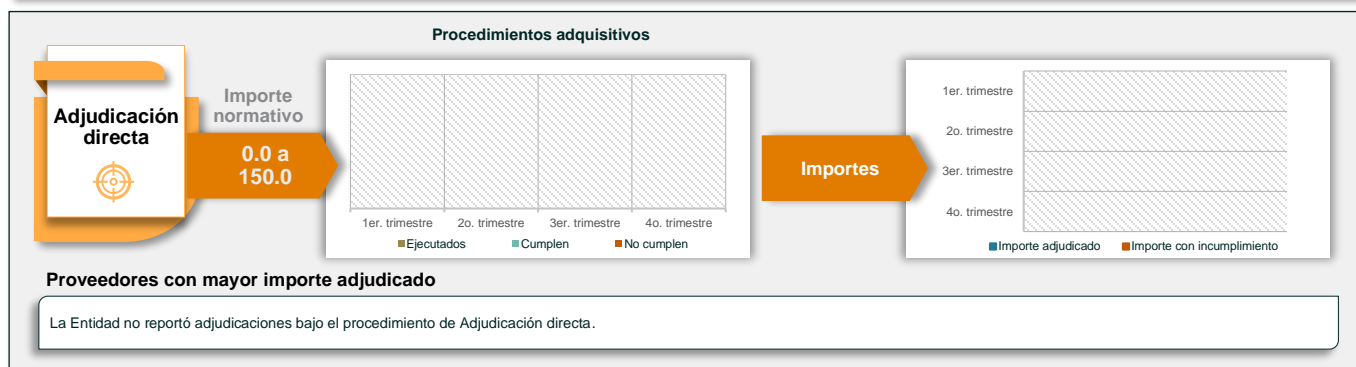 Procedimientos adquisitivos
Adjudicación
directa
Importe
normativo
0.0 a
150.0
1er. trimestre
2o. trimestre
3er. trimestre
4o. trimestre
Ejecutados
Cumplen
No cumplen
Importes
1er. trimestre
2o. trimestre
3er. trimestre
4o. trimestre
Importe adjudicado
Importe con incumplimiento
Proveedores con mayor importe adjudicado
La Entidad no reportó adjudicaciones bajo el procedimiento de Adjudicación directa.